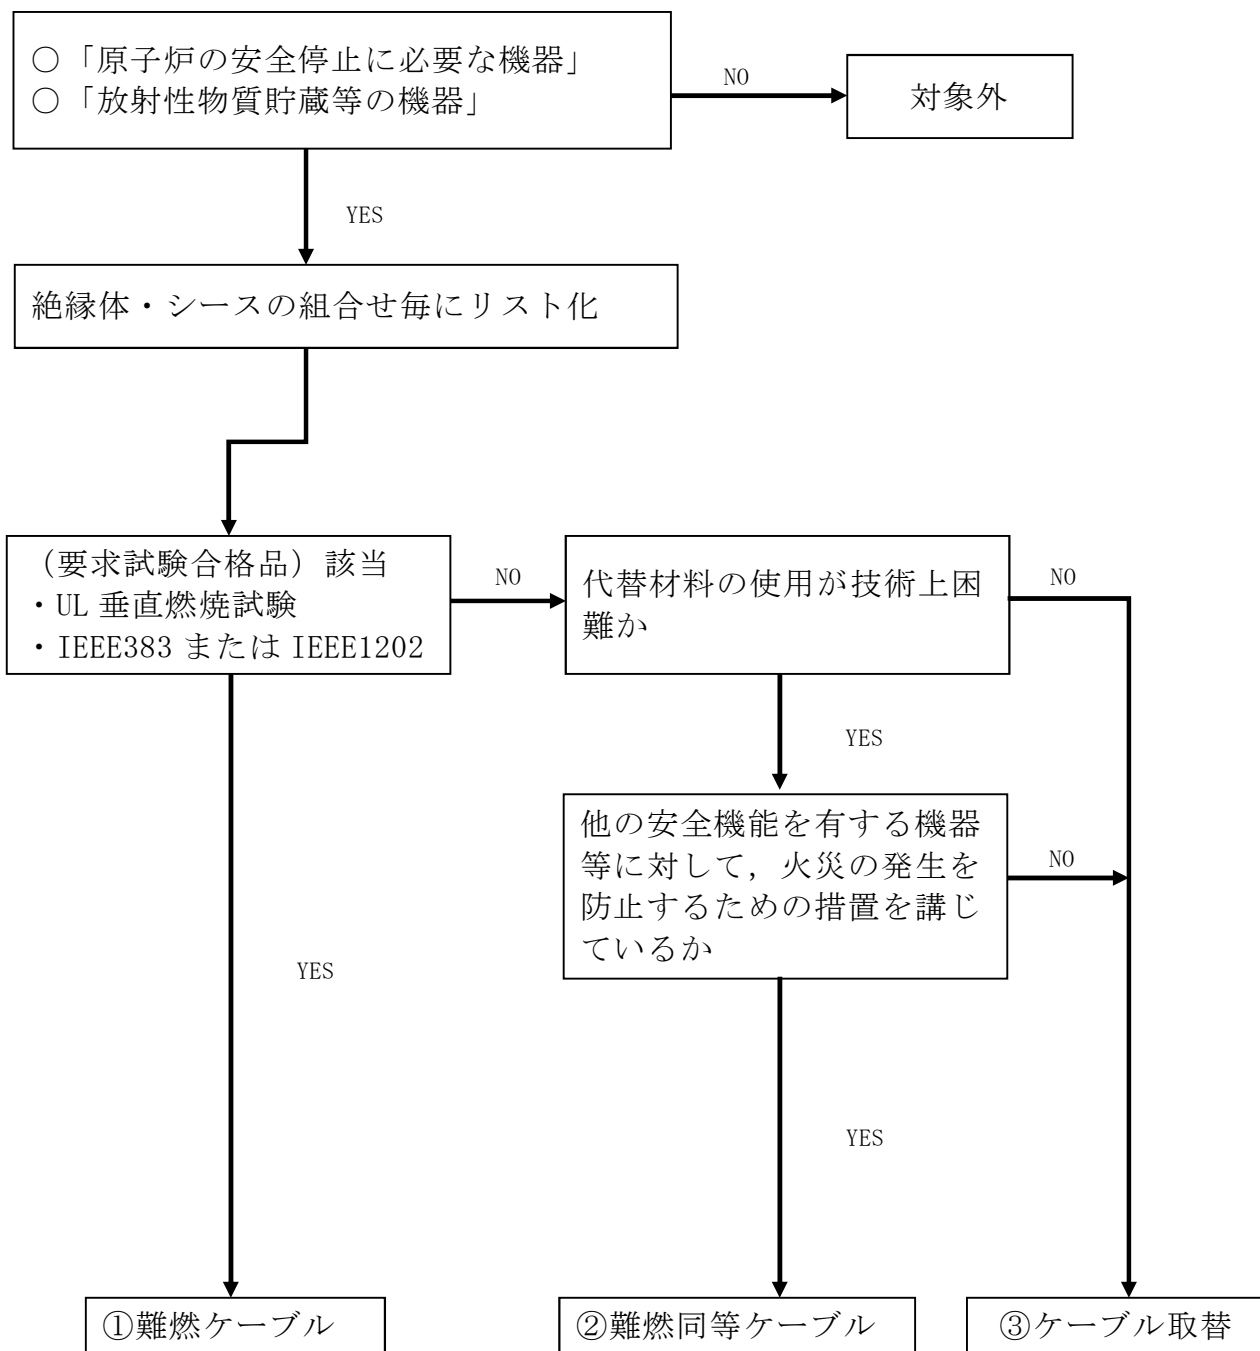 ○「原子炉の安全停止に必要な機器」
○「放射性物質貯蔵等の機器」
NO
対象外
YES
絶縁体・シースの組合せ毎にリスト化
（要求試験合格品）該当
・UL 垂直燃焼試験
・IEEE383 または IEEE1202
NO
代替材料の使用が技術上困
難か
NO
YES
他の安全機能を有する機器
等に対して，火災の発生を
防止するための措置を講じ
ているか
NO
YES
YES
①難燃ケーブル
②難燃同等ケーブル
③ケーブル取替